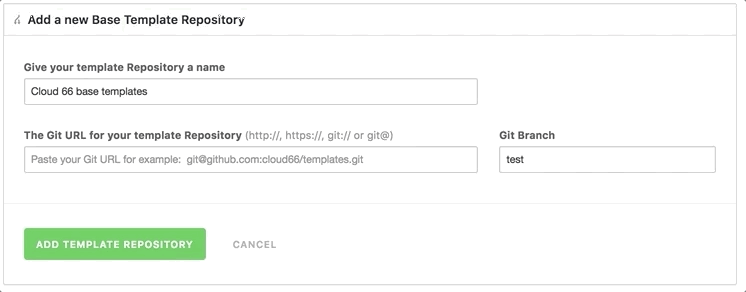 Add a new Base Template Repository
Give your template Repository a name
Cloud 66 base templates
The Git URL for your template Repository (http://, https://, git:// or git@)
Git Branch
Paste your Git URL for example: git@github.com:cloud66/templates.git
test
ADD TEMPLATE REPOSITORY
CANCEL